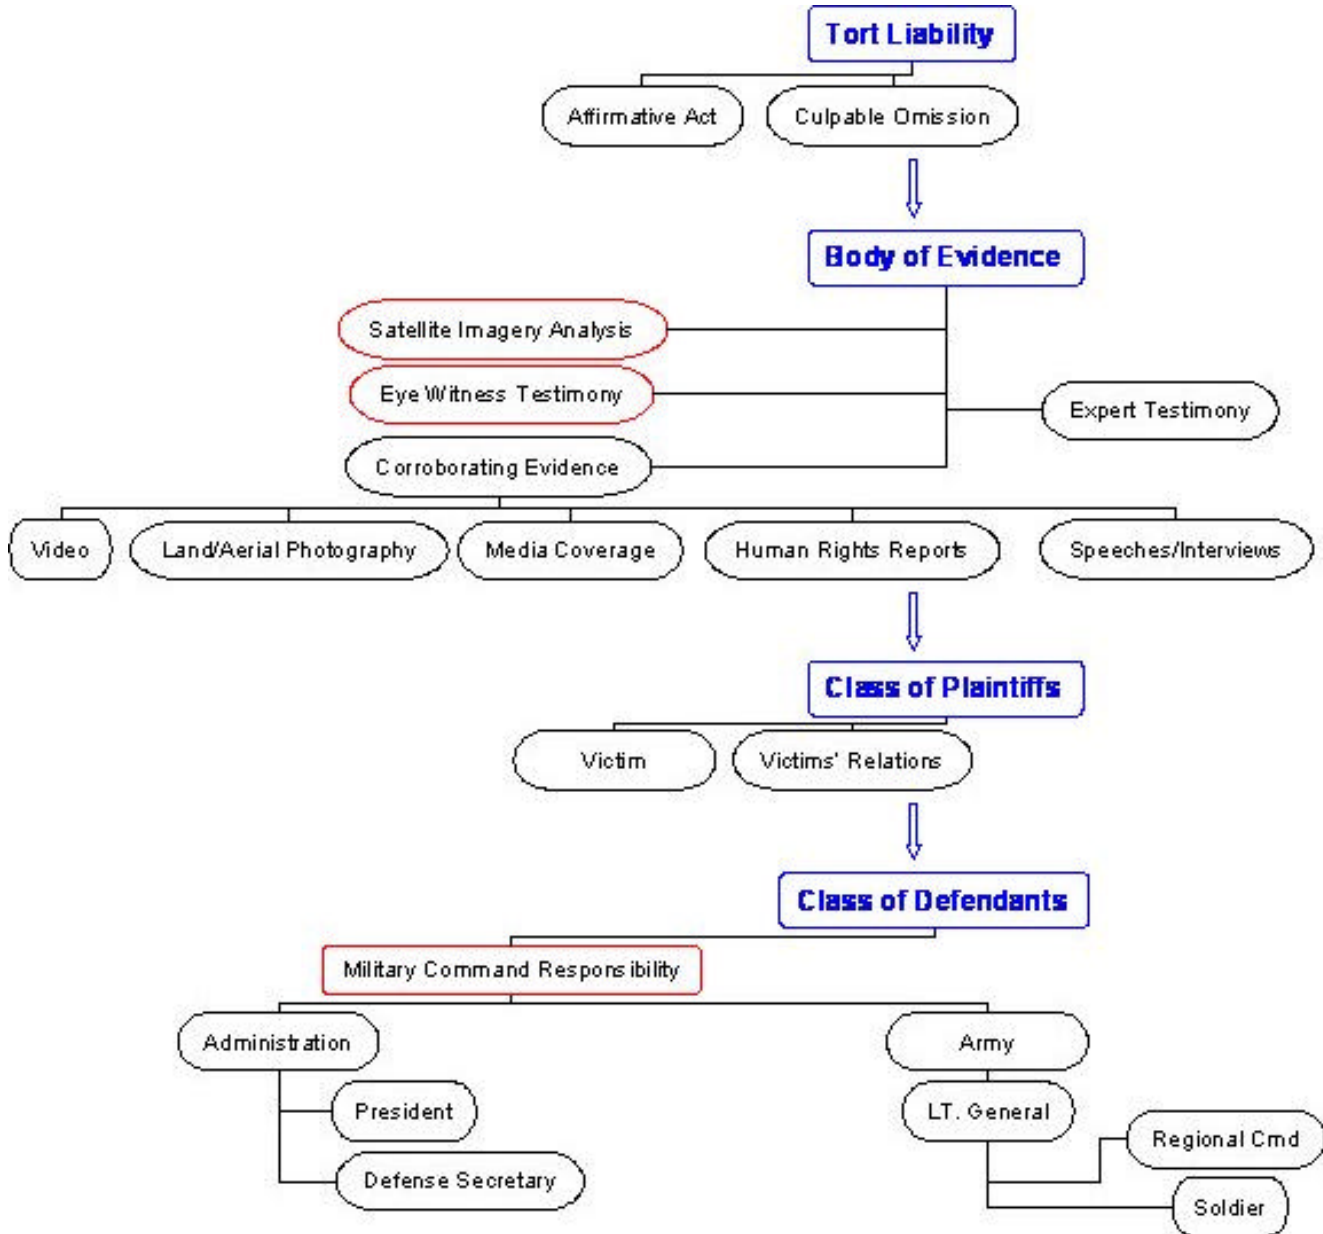 Tort Liability
Affirmative Act
Culpable Omission
Body of Evidence
Satellite Imagery Analysis
Eye Witness Testimony
Expert Testimony
Corroborating Evidence
Video
Land/Aerial Photography
Media Coverage
Human Rights Reports
Speeches/Interviews
Class of Plaintiffs
Victim
Victims' Relations
Class of Defendants
Military Command Responsibility
Administration
Army
President
LT. General
Regional Cmd
Defense Secretary
Soldier